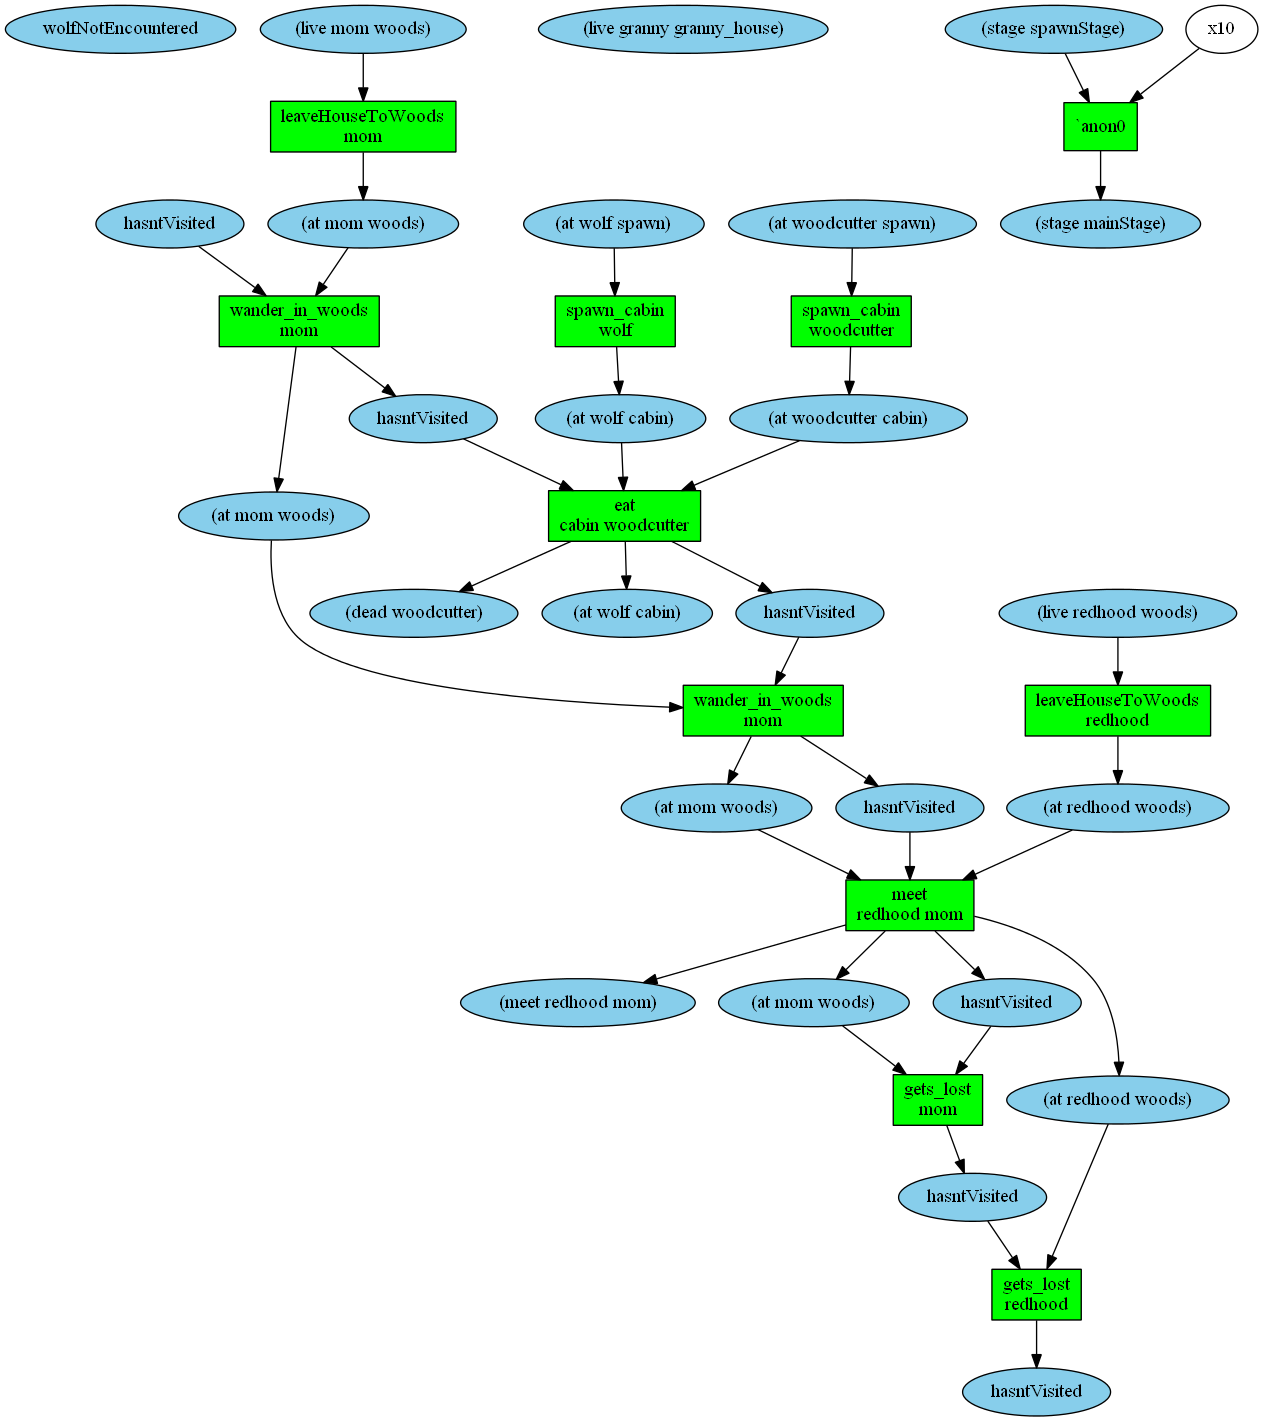 wolfNotEncountered
(live mom woods)
(live granny granny_house)
(stage spawnStage)
x10
leaveHouseToWoods
mom
`anon0
hasntVisited
(at mom woods)
(at wolf spawn)
(at woodcutter spawn)
(stage mainStage)
wander_in_woods
mom
spawn_cabin
wolf
spawn_cabin
woodcutter
hasntVisited
(at wolf cabin)
(at woodcutter cabin)
(at mom woods)
eat
cabin woodcutter
(dead woodcutter)
(at wolf cabin)
hasntVisited
(live redhood woods)
wander_in_woods
mom
leaveHouseToWoods
redhood
(at mom woods)
hasntVisited
(at redhood woods)
meet
redhood mom
(meet redhood mom)
(at mom woods)
hasntVisited
gets_lost
mom
(at redhood woods)
hasntVisited
gets_lost
redhood
hasntVisited